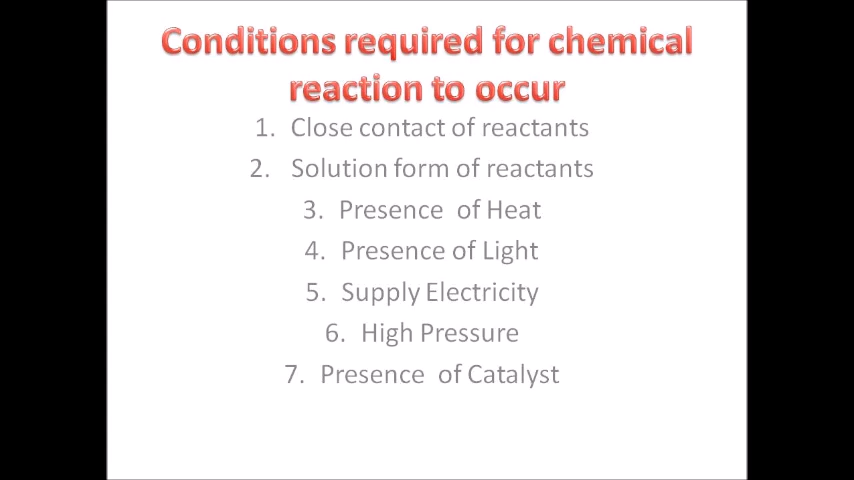 Conditions required for chemical
reaction to occur
1. Close contact of reactants
2. Solution form of reactants
3. Presence of Heat
4. Presence of Light
5. Supply Electricity
6. High Pressure
7. Presence of Catalyst